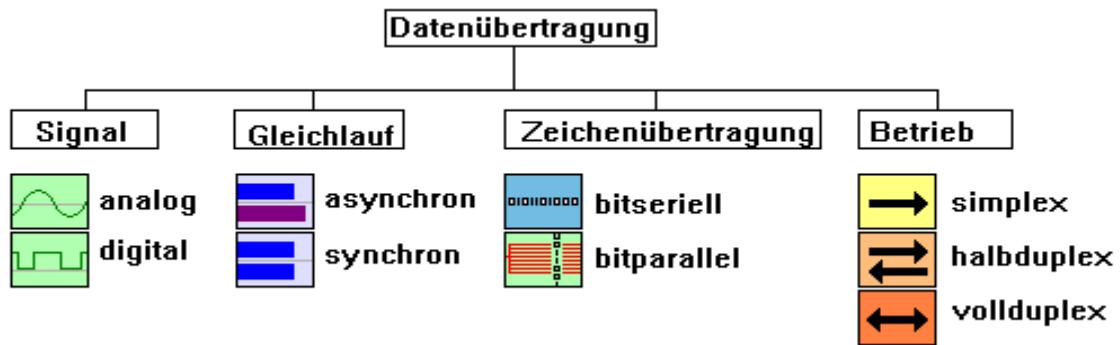 Datenübertragung
Signal
Gleichlauf
Zeichenübertragung
Betrieb
analog
digital
asynchron
synchron
bitseriell
bitparallel
simplex
halbduplex
vollduplex